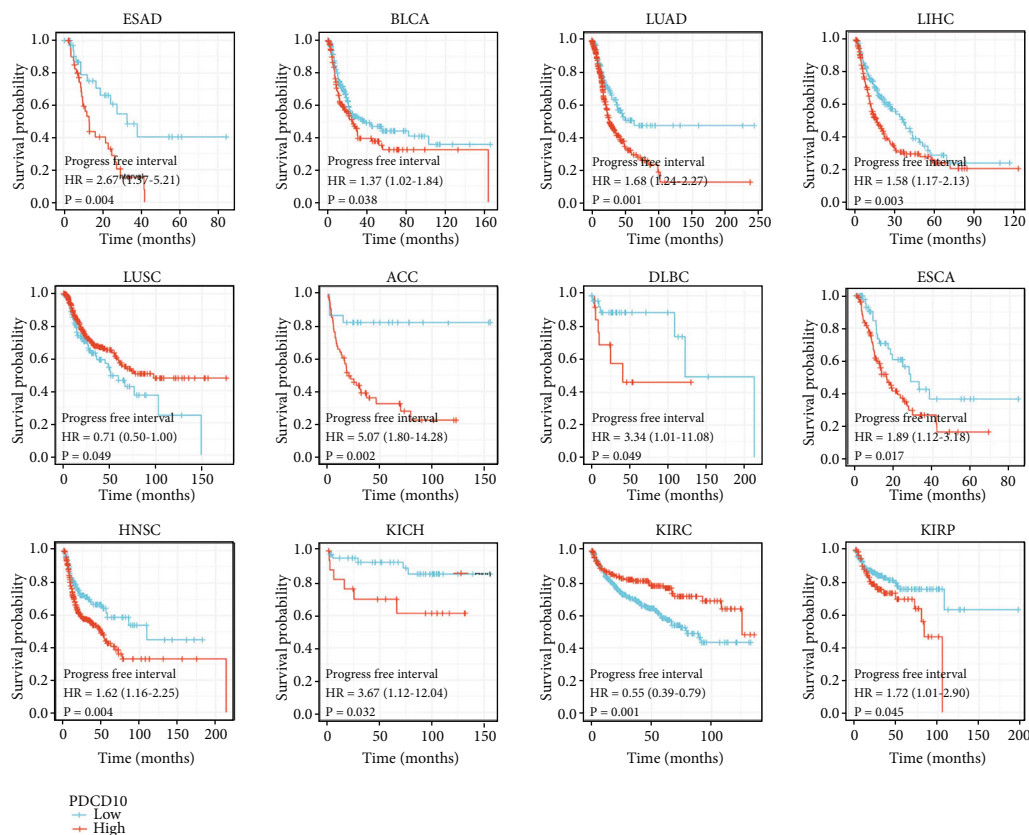 ESAD
Survival probability
1.0
0.8
0.6
0.4
0.2
0.0
Progress free interval
HR = 2.67 (1.37-5.21)
P = 0.004
0 20 40 60 80
Time (months)
BLCA
Survival probability
1.0
0.8
0.6
0.4
0.2
0.0
Progress free interval
HR = 1.37 (1.02-1.84)
P = 0.038
0 40 80 120 160
Time (months)
LUAD
Survival probability
1.0
0.8
0.6
0.4
0.2
0.0
Progress free interval
HR = 1.68 (1.24-2.27)
P = 0.001
0 50 100 150 200 250
Time (months)
LIHC
Survival probability
1.0
0.8
0.6
0.4
0.2
0.0
Progress free interval
HR = 1.58 (1.17-2.13)
P = 0.003
0 30 60 90 120
Time (months)
LUSC
Survival probability
1.0
0.8
0.6
0.4
0.2
0.0
Progress free interval
HR = 0.71 (0.50-1.00)
P = 0.049
0 50 100 150
Time (months)
ACC
Survival probability
1.0
0.8
0.6
0.4
0.2
0.0
Progress free interval
HR = 5.07 (1.80-14.28)
P = 0.002
0 50 100 150
Time (months)
DLBC
Survival probability
1.0
0.8
0.6
0.4
0.2
0.0
Progress free interval
HR = 3.34 (1.01-11.08)
P = 0.049
0 50 100 150 200
Time (months)
ESCA
Survival probability
1.0
0.8
0.6
0.4
0.2
0.0
Progress free interval
HR = 1.89 (1.12-3.18)
P = 0.017
0 20 40 60 80
Time (months)
HNSC
Survival probability
1.0
0.8
0.6
0.4
0.2
0.0
Progress free interval
HR = 1.62 (1.16-2.25)
P = 0.004
0 50 100 150 200
Time (months)
KICH
Survival probability
1.0
0.8
0.6
0.4
0.2
0.0
Progress free interval
HR = 3.67 (1.12-12.04)
P = 0.032
0 50 100 150
Time (months)
KIRC
Survival probability
1.0
0.8
0.6
0.4
0.2
0.0
Progress free interval
HR = 0.55 (0.39-0.79)
P = 0.001
0 50 100
Time (months)
KIRP
Survival probability
1.0
0.8
0.6
0.4
0.2
0.0
Progress free interval
HR = 1.72 (1.01-2.90)
P = 0.045
0 50 100 150 200
Time (months)
PDCD10
Low
High